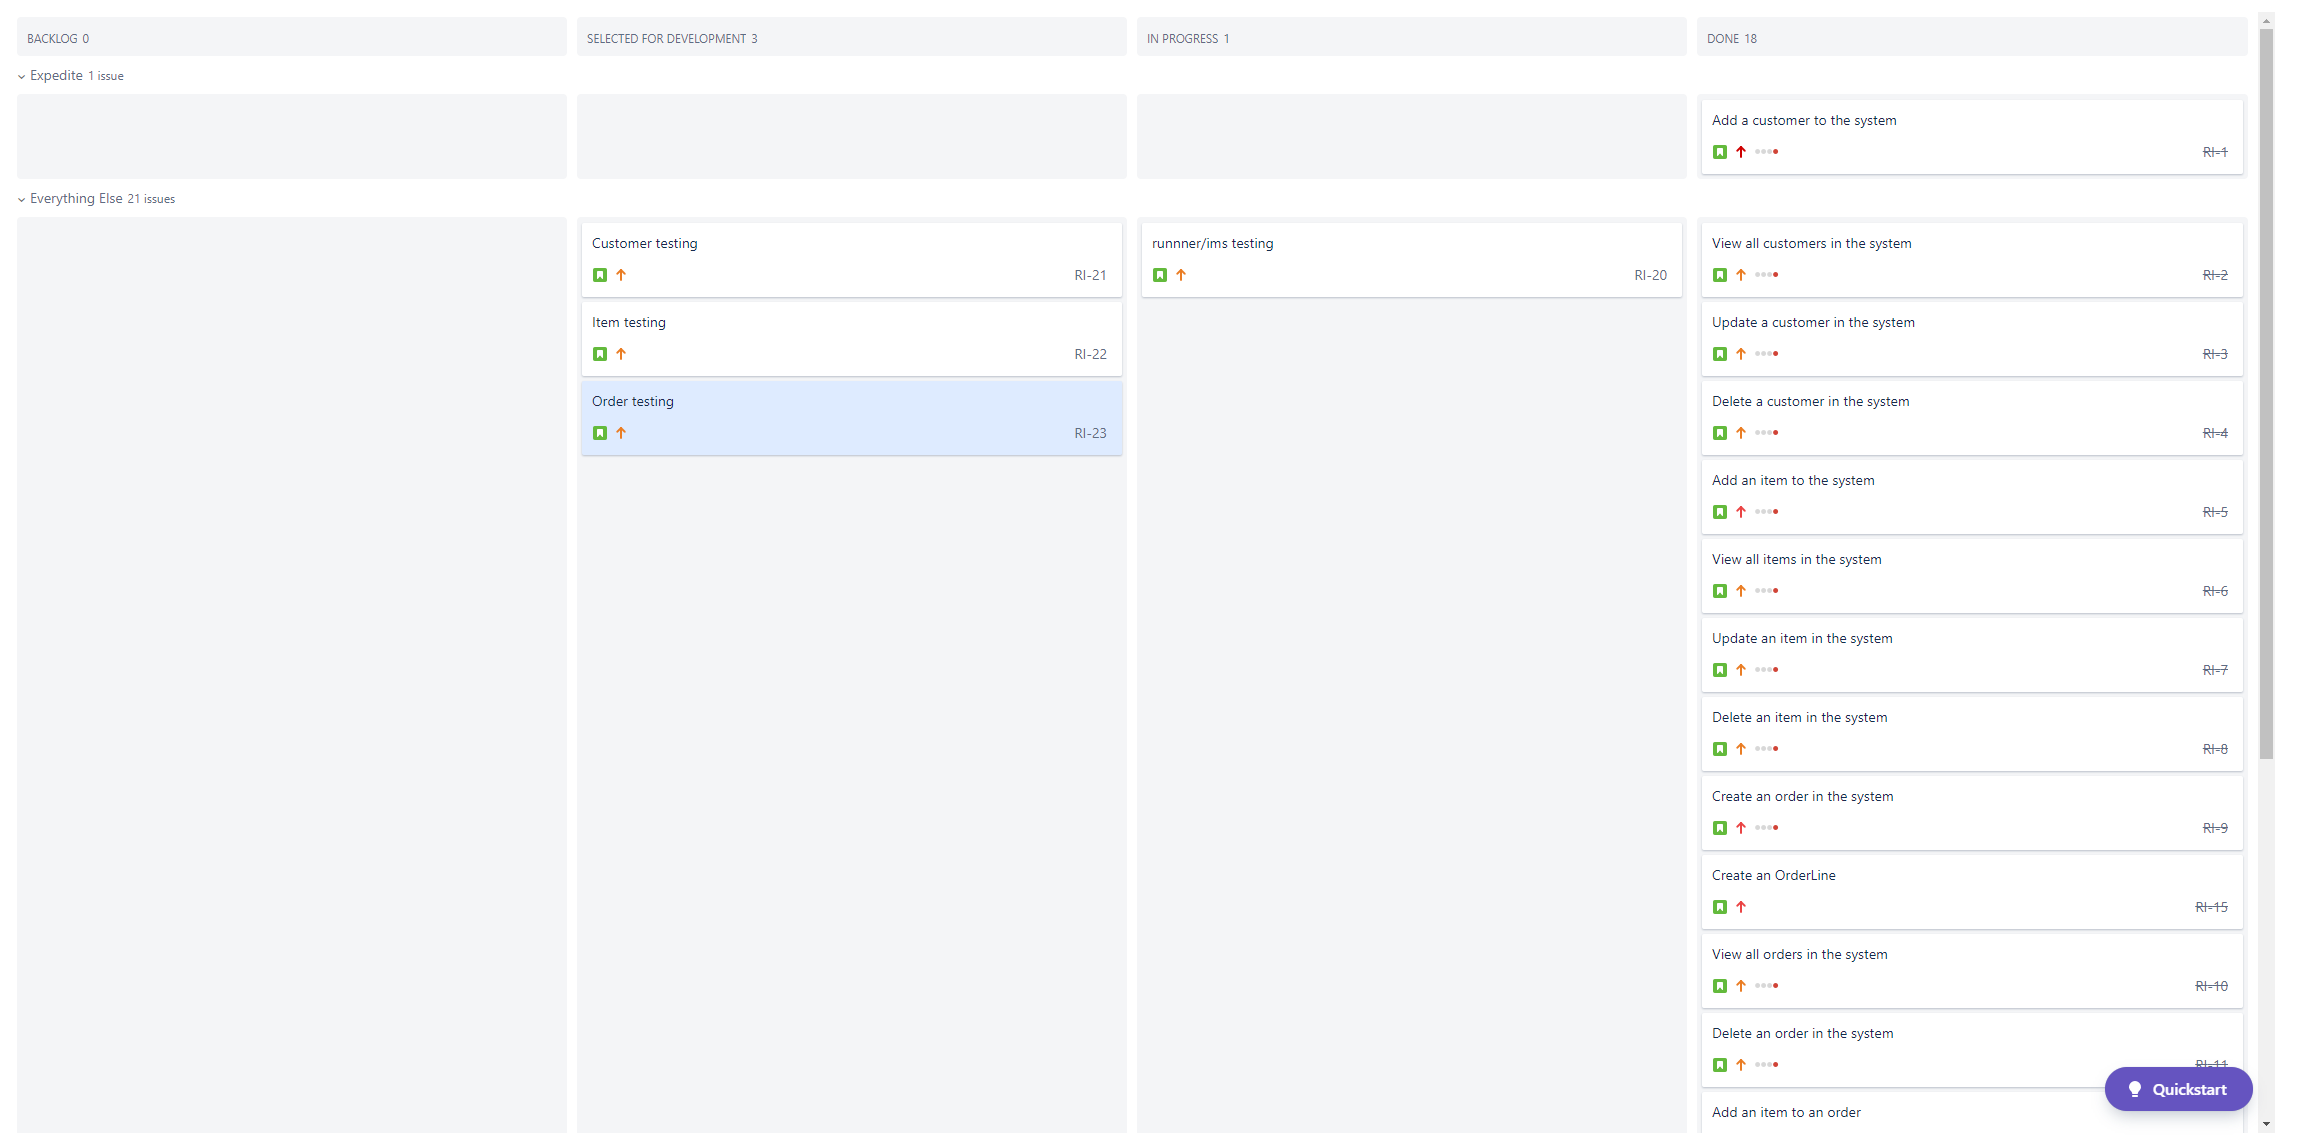 BACKLOG 0
SELECTED FOR DEVELOPMENT 3
IN PROGRESS 1
DONE 18
Expedite 1 issue
Add a customer to the system
RI-1
Everything Else 21 issues
Customer testing
RI-21
Item testing
RI-22
Order testing
RI-23
runnner/ims testing
RI-20
View all customers in the system
RI-2
Update a customer in the system
RI-3
Delete a customer in the system
RI-4
Add an item to the system
RI-5
View all items in the system
RI-6
Update an item in the system
RI-7
Delete an item in the system
RI-8
Create an order in the system
RI-9
Create an OrderLine
RI-15
View all orders in the system
RI-10
Delete an order in the system
RI-11
Add an item to an order
Quickstart